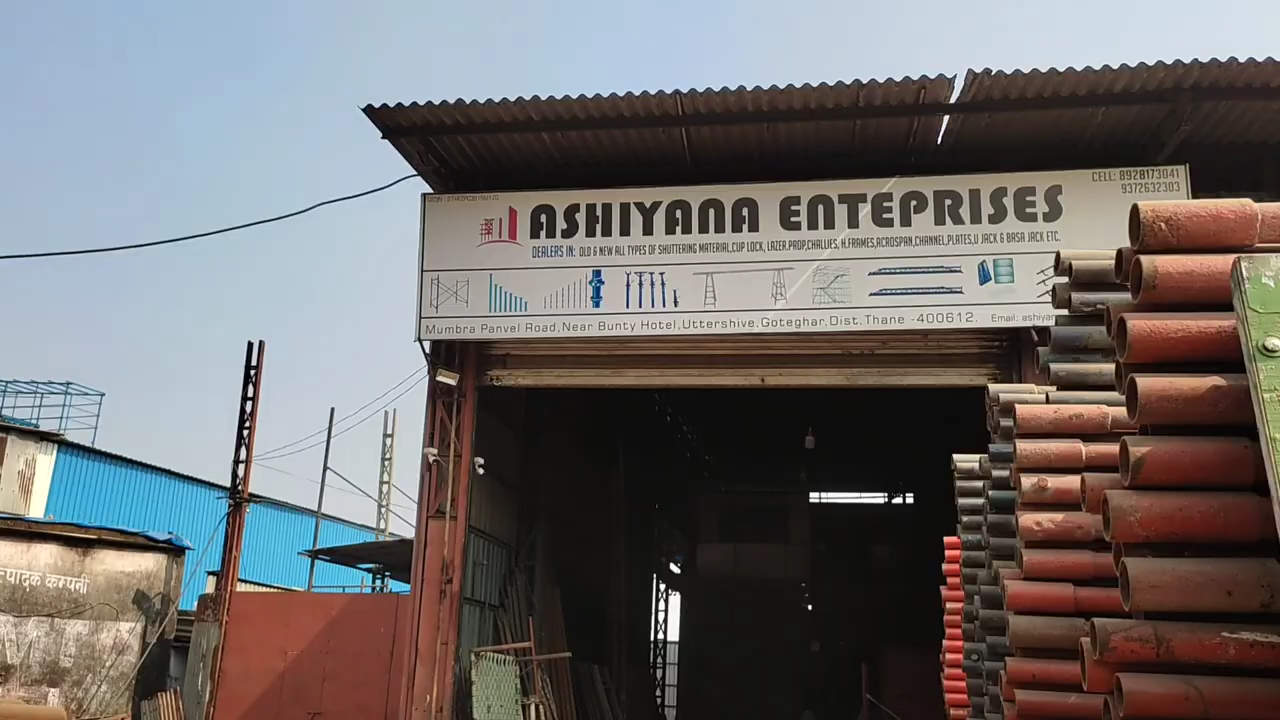 CELL: 8928173041
9372632303
ASHIYANA ENTEPRISES
DEALERS IN: OLD & NEW ALL TYPES OF SHUTTERING MATERIAL,CUP LOCK, LAZER.PROP,CHALLIES, H.FRAMES,ACROSPAN,CHANNEL,PLATES,U JACK & BASA JACK ETC.
Mumbra Panvel Road,Near Bunty Hotel,Uttershive,Goteghar,Dist.Thane -400612. Email: ashiyan
त्पादक कम्पनी